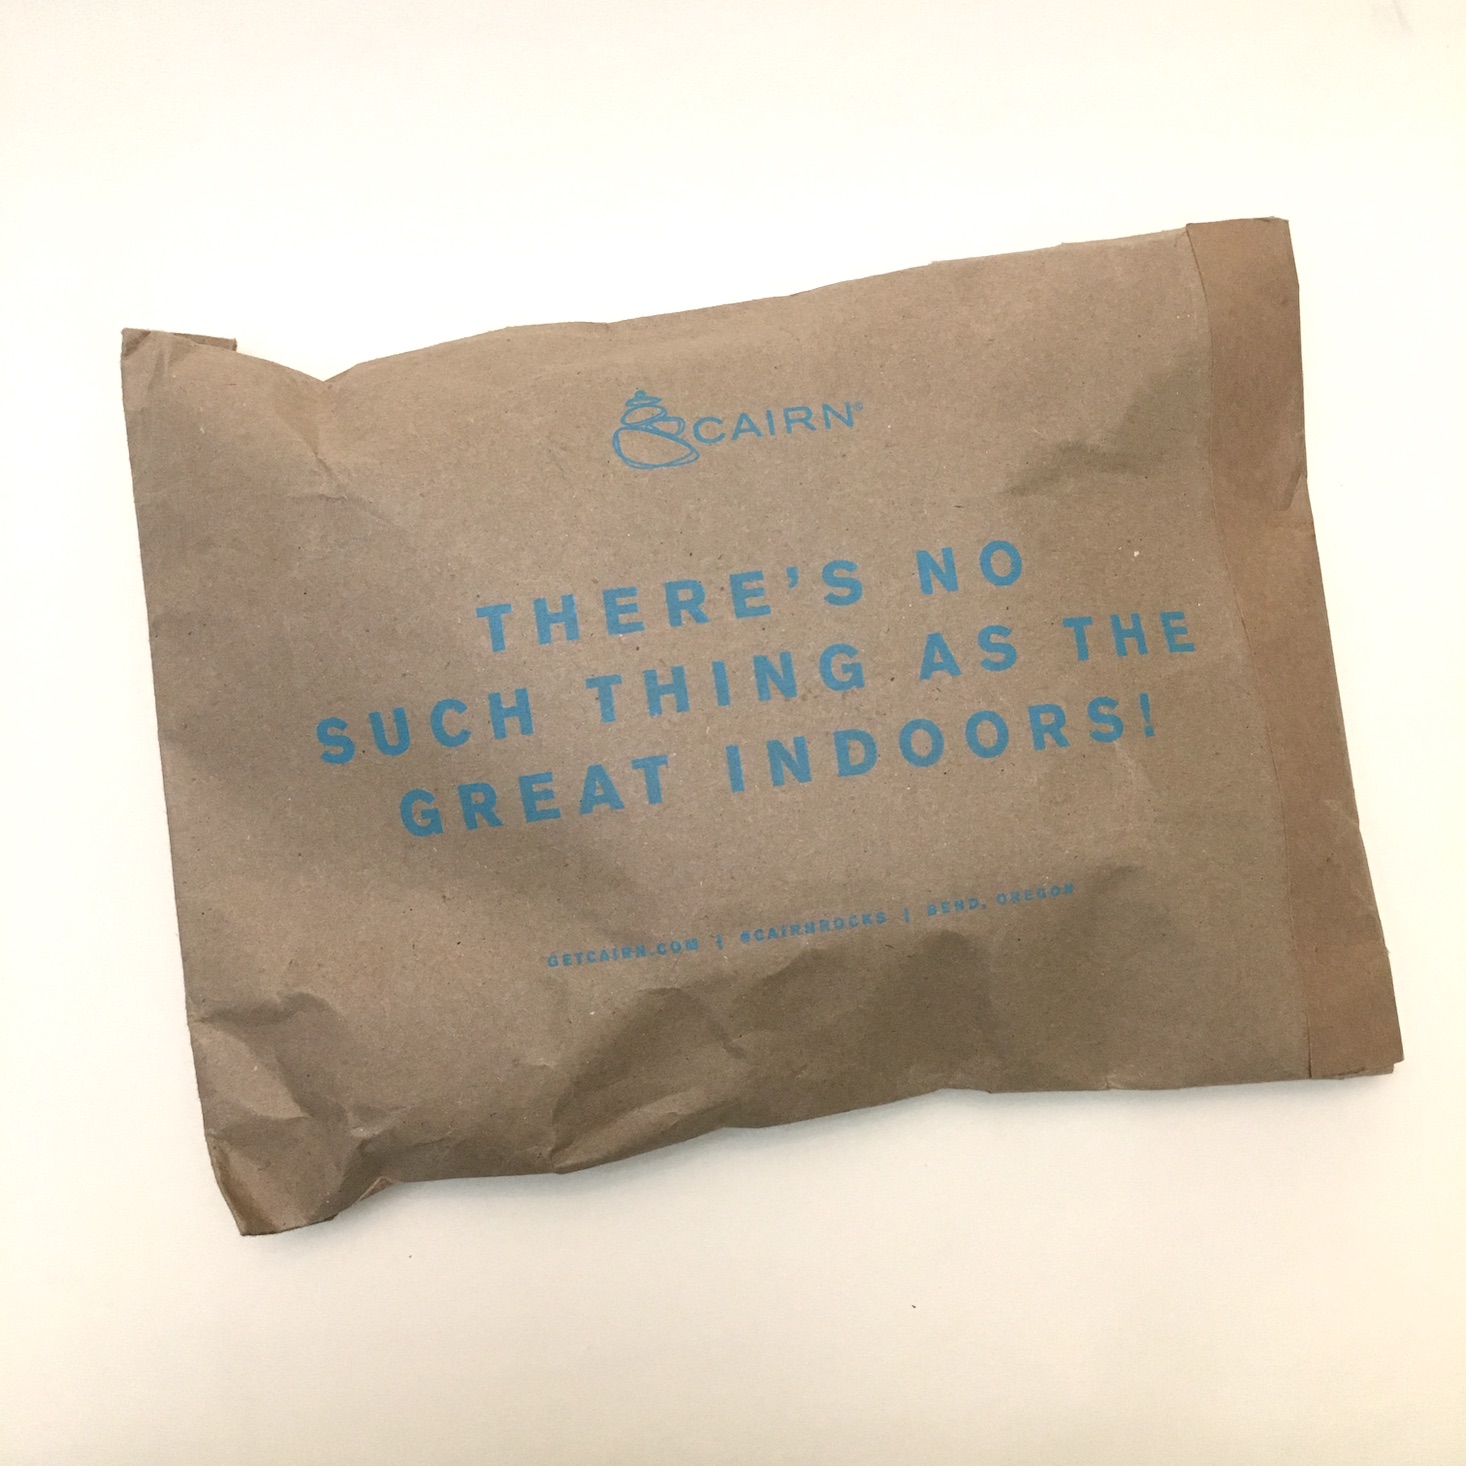 CAIRN®
THERE'S NO
SUCH THING AS THE
GREAT INDOORS!
GETCAIRN.COM | #CAIRNROCKS | BEND, OREGON